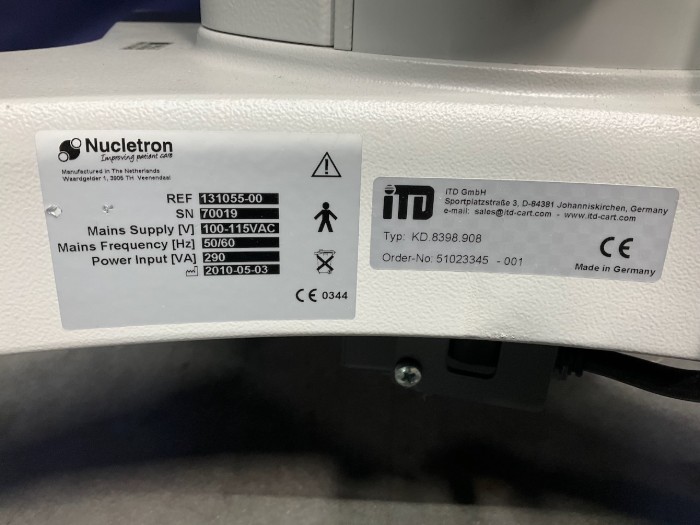 Nucletron
Improving patient care
Manufactured in The Netherlands
Waardgelder 1, 3905 TH Veenendaal
REF 131055-00
SN 70019
Mains Supply [V] 100-115VAC
Mains Frequency [Hz] 50/60
Power Input [VA] 290
2010-05-03
CE 0344
iTD
ITD GmbH
Sportplatzstraße 3, D-84381 Johanniskirchen, Germany
e-mail: sales@itd-cart.com - www.itd-cart.com
Typ: KD.8398.908
Order-No: 51023345 - 001
CE
Made in Germany